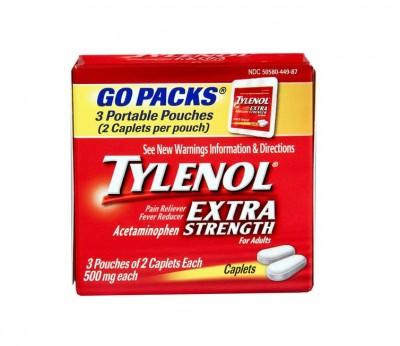 NDC 50580-449-87
GO PACKS®
3 Portable Pouches
(2 Caplets per pouch)
TYLENOL
EXTRA
STRENGTH
See New Warnings Information & Directions
TYLENOL®
Pain Reliever
Fever Reducer
Acetaminophen
EXTRA
STRENGTH
For Adults
3 Pouches of 2 Caplets Each
500 mg each
Caplets